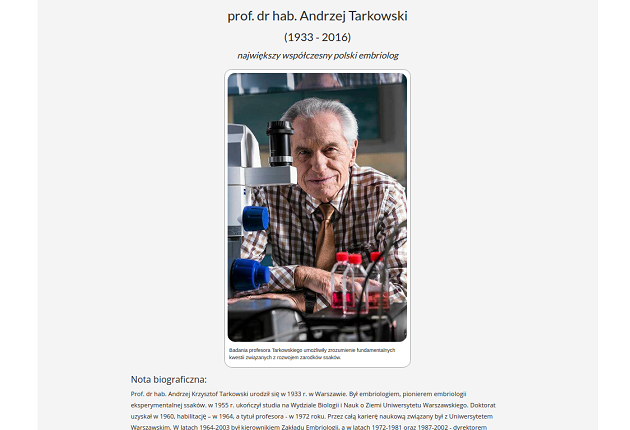 prof. dr hab. Andrzej Tarkowski
(1933 - 2016)
największy współczesny polski embriolog
Badania profesora Tarkowskiego umożliwiły zrozumienie fundamentalnych
kwestii związanych z rozwojem zarodków ssaków.
Nota biograficzna:
Prof. dr hab. Andrzej Krzysztof Tarkowski urodził się w 1933 r. w Warszawie. Był embriologiem, pionierem embriologii
eksperymentalnej ssaków. w 1955 r. ukończył studia na Wydziale Biologii i Nauk o Ziemi Uniwersytetu Warszawskiego. Doktorat
uzyskał w 1960, habilitację – w 1964, a tytuł profesora - w 1972 roku. Przez całą karierę naukową związany był z Uniwersytetem
Warszawskim. W latach 1964-2003 był kierownikiem Zakładu Embriologii, a w latach 1972-1981 oraz 1987-2002 - dyrektorem